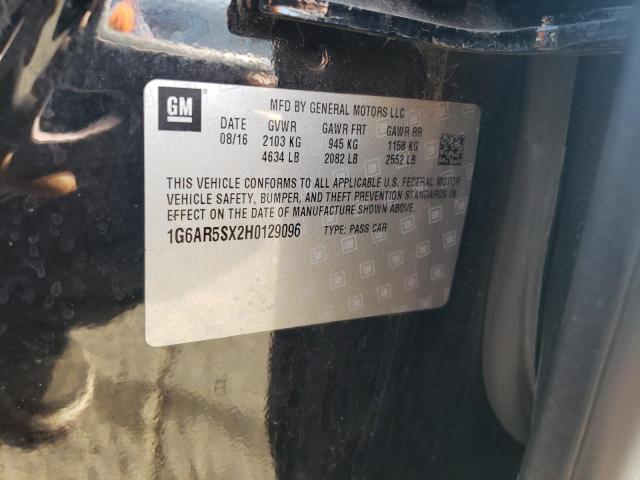 GM
MFD BY GENERAL MOTORS LLC
DATE GVWR GAWR FRT GAWR RR
08/16 2103 KG 945 KG 1158 KG
4634 LB 2082 LB 2552 LB
THIS VEHICLE CONFORMS TO ALL APPLICABLE U.S. FEDERAL MOTOR
VEHICLE SAFETY, BUMPER, AND THEFT PREVENTION STANDARDS IN
EFFECT ON THE DATE OF MANUFACTURE SHOWN ABOVE.
1G6AR5SX2H0129096 TYPE: PASS CAR